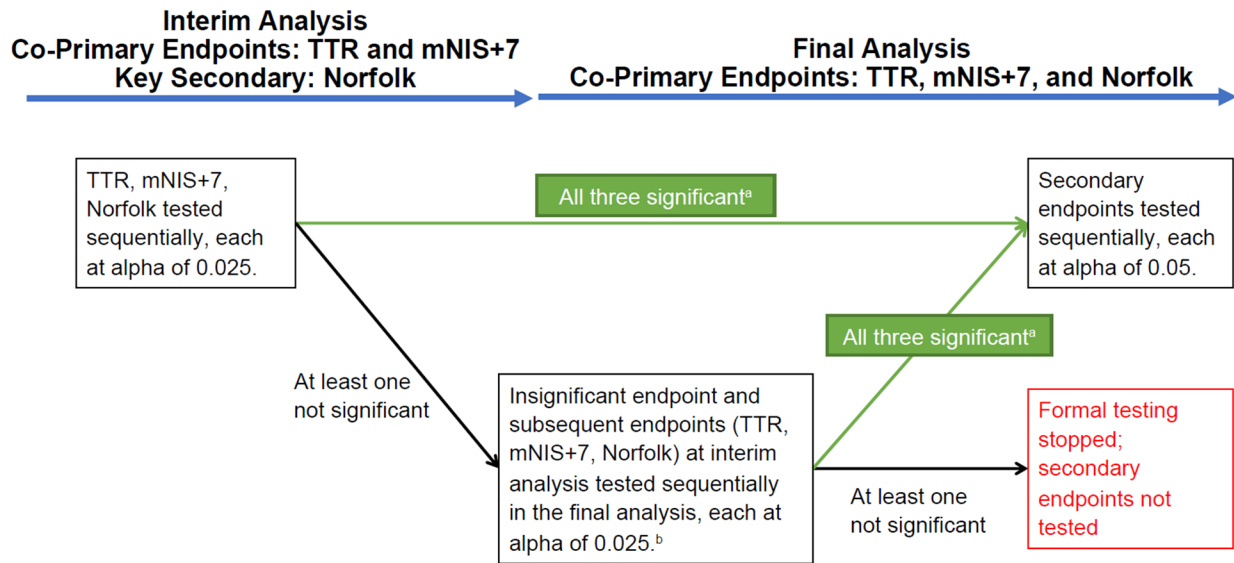 Interim Analysis
Co-Primary Endpoints: TTR and mNIS+7
Key Secondary: Norfolk
Final Analysis
Co-Primary Endpoints: TTR, mNIS+7, and Norfolk
TTR, mNIS+7,
Norfolk tested
sequentially, each
at alpha of 0.025.
All three significantᵃ
Secondary
endpoints tested
sequentially, each
at alpha of 0.05.
All three significantᵃ
At least one
not significant
Insignificant endpoint and
subsequent endpoints (TTR,
mNIS+7, Norfolk) at interim
analysis tested sequentially
in the final analysis, each at
alpha of 0.025.ᵇ
At least one
not significant
Formal testing
stopped;
secondary
endpoints not
tested